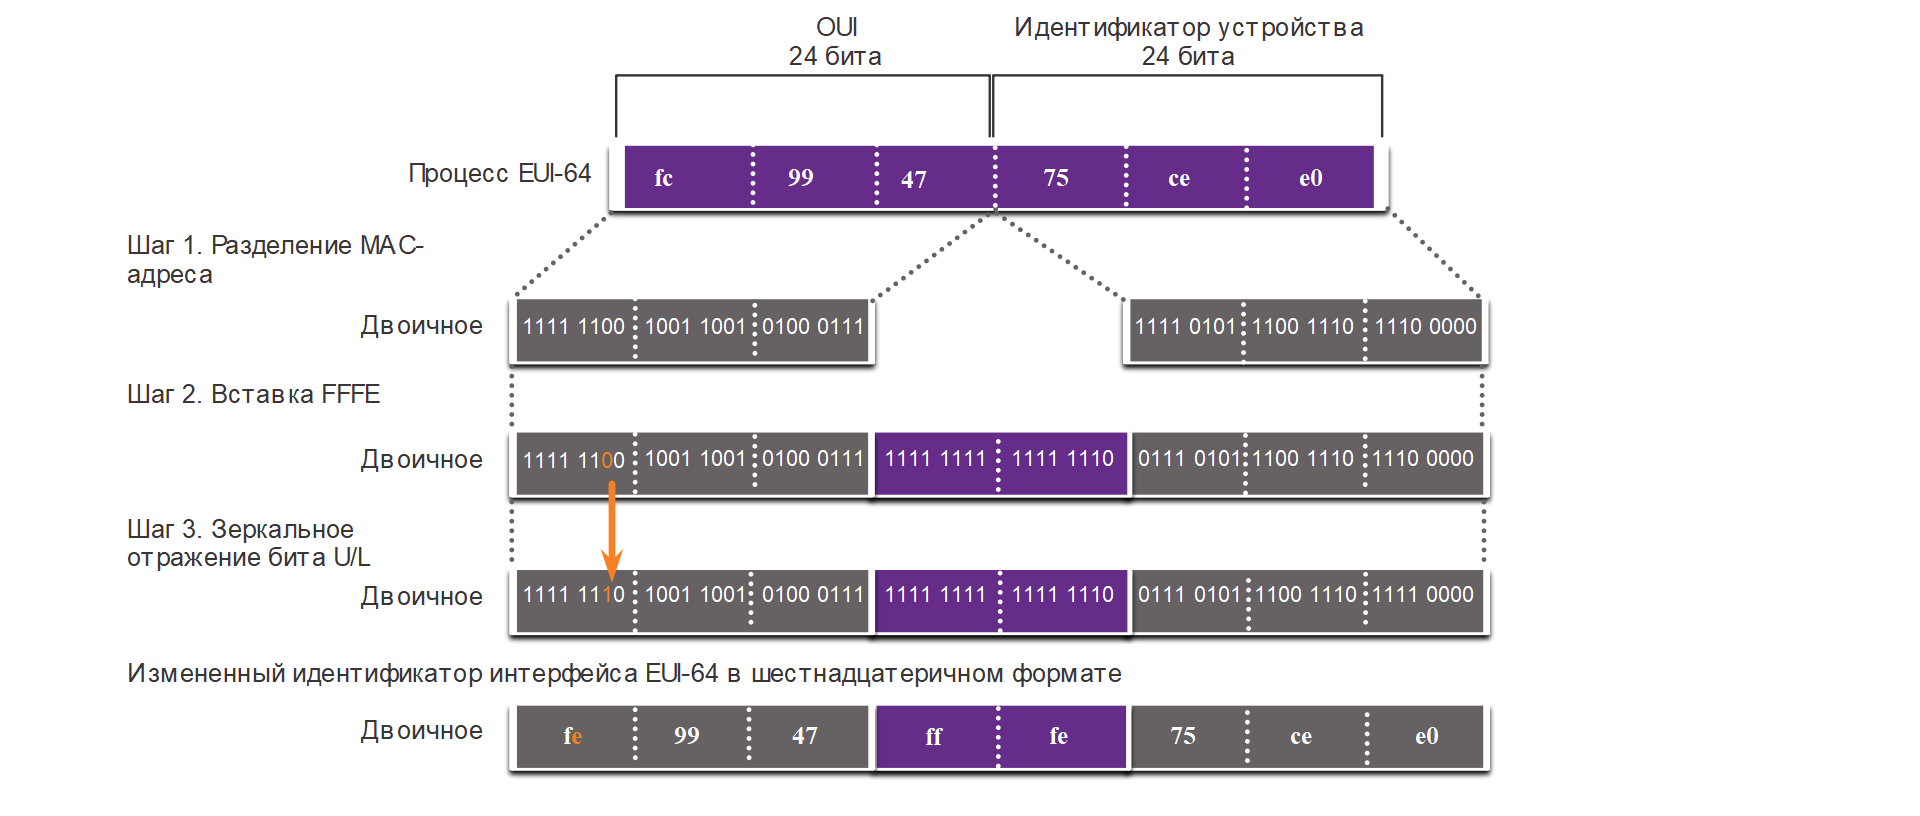 OUI
24 бита
Идентификатор устройства
24 бита
Процесс EUI-64
fc 99 47 75 ce e0
Шаг 1. Разделение MAC-
адреса
Двоичное
1111 1100 1001 1001 0100 0111 1111 0101 1100 1110 1110 0000
Шаг 2. Вставка FFFE
Двоичное
1111 1100 1001 1001 0100 0111 1111 1111 1111 1110 0111 0101 1100 1110 1110 0000
Шаг 3. Зеркальное
отражение бита U/L
Двоичное
1111 1110 1001 1001 0100 0111 1111 1111 1111 1110 0111 0101 1100 1110 1111 0000
Измененный идентификатор интерфейса EUI-64 в шестнадцатеричном формате
Двоичное
fe 99 47 ff fe 75 ce e0